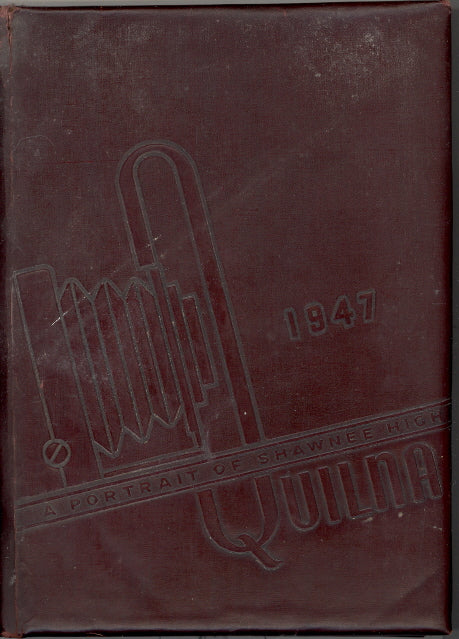 1947
A PORTRAIT OF SHAWNEE HIGH
QUILNA